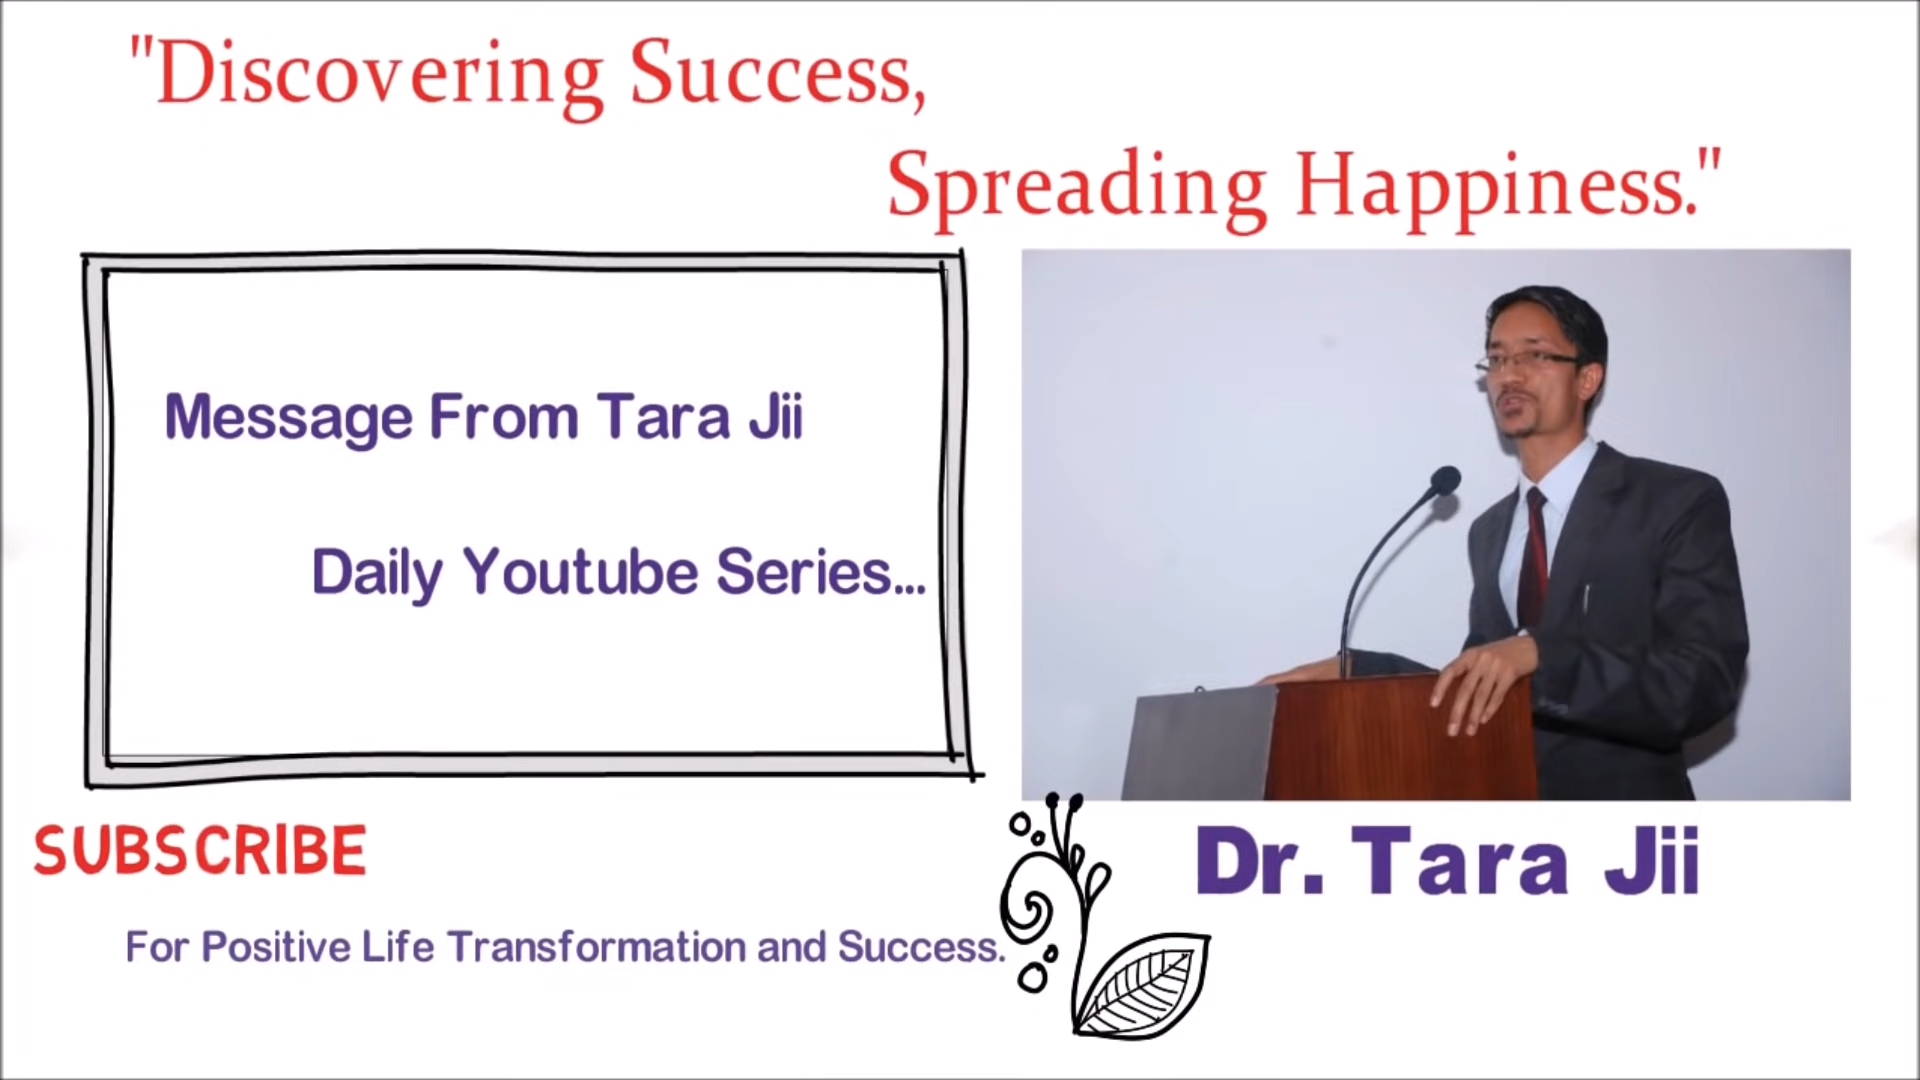 "Discovering Success,
Spreading Happiness."
Message From Tara Jii
Daily Youtube Series...
SUBSCRIBE
For Positive Life Transformation and Success.
Dr. Tara Jii